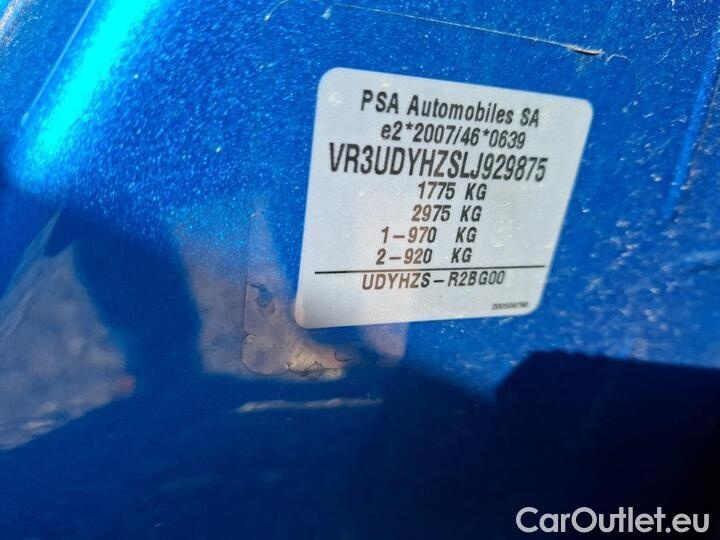 PSA Automobiles SA
e2*2007/46*0639
VR3UDYHZSLJ929875
1775 KG
2975 KG
1-970 KG
2-920 KG
UDYHZS-R2BG00
CarOutlet.eu